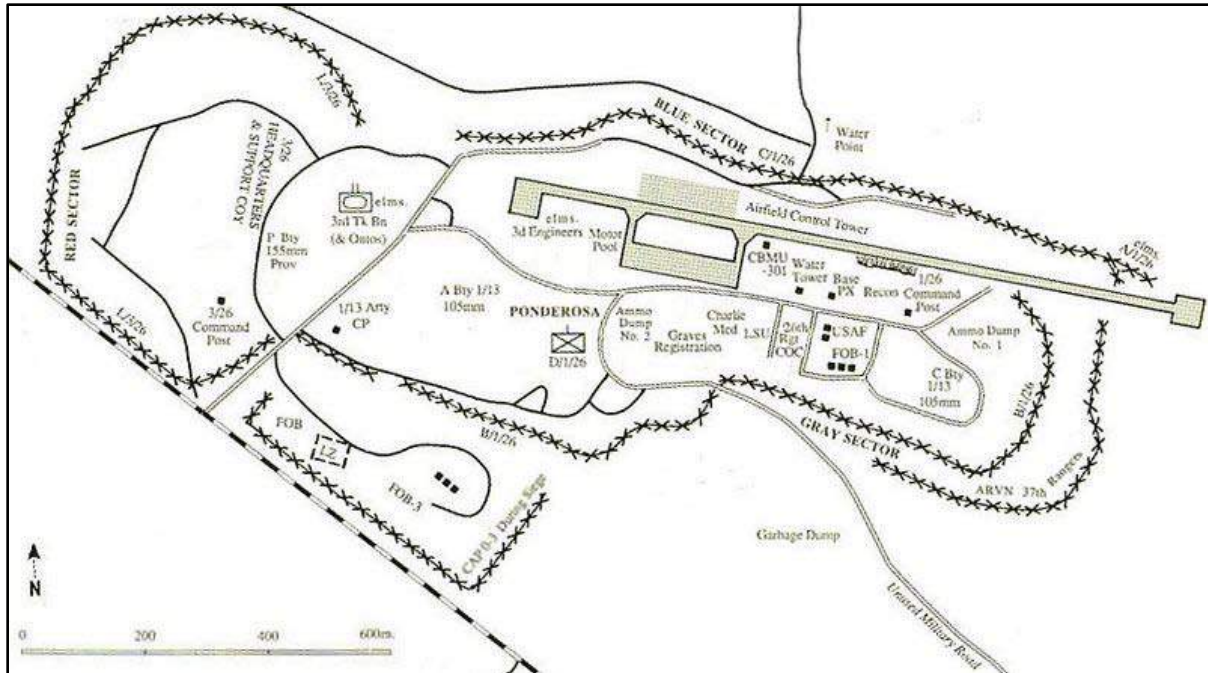 L/3/26
BLUE SECTOR
C/1/26
Water
Point
3/26
HEADQUARTERS
& SUPPORT COY
RED SECTOR
II
elms.
3rd Tk Bn
(& Ontos)
P Bty
155mm
Prov
elms.
3d Engineers
Motor
Pool
Airfield Control Tower
elms.
A/1/26
CBMU
-301
Water
Tower
Base
PX
Recon
1/26
Command
Post
L/3/26
3/26
Command
Post
1/13 Arty
CP
A Bty 1/13
105mm
PONDEROSA
I
D/1/26
Ammo
Dump
No. 2
Graves
Registration
Charlie
Med
LSU
26th
Rgt
COC
USAF
FOB-1
Ammo Dump
No. 1
C Bty
1/13
105mm
B/1/26
GRAY SECTOR
ARVN 37th Rangers
B/1/26
FOB
LZ
FOB-3
CAP 0-3 During Siege
Garbage Dump
Unused Military Road
N
0 200 400 600m.